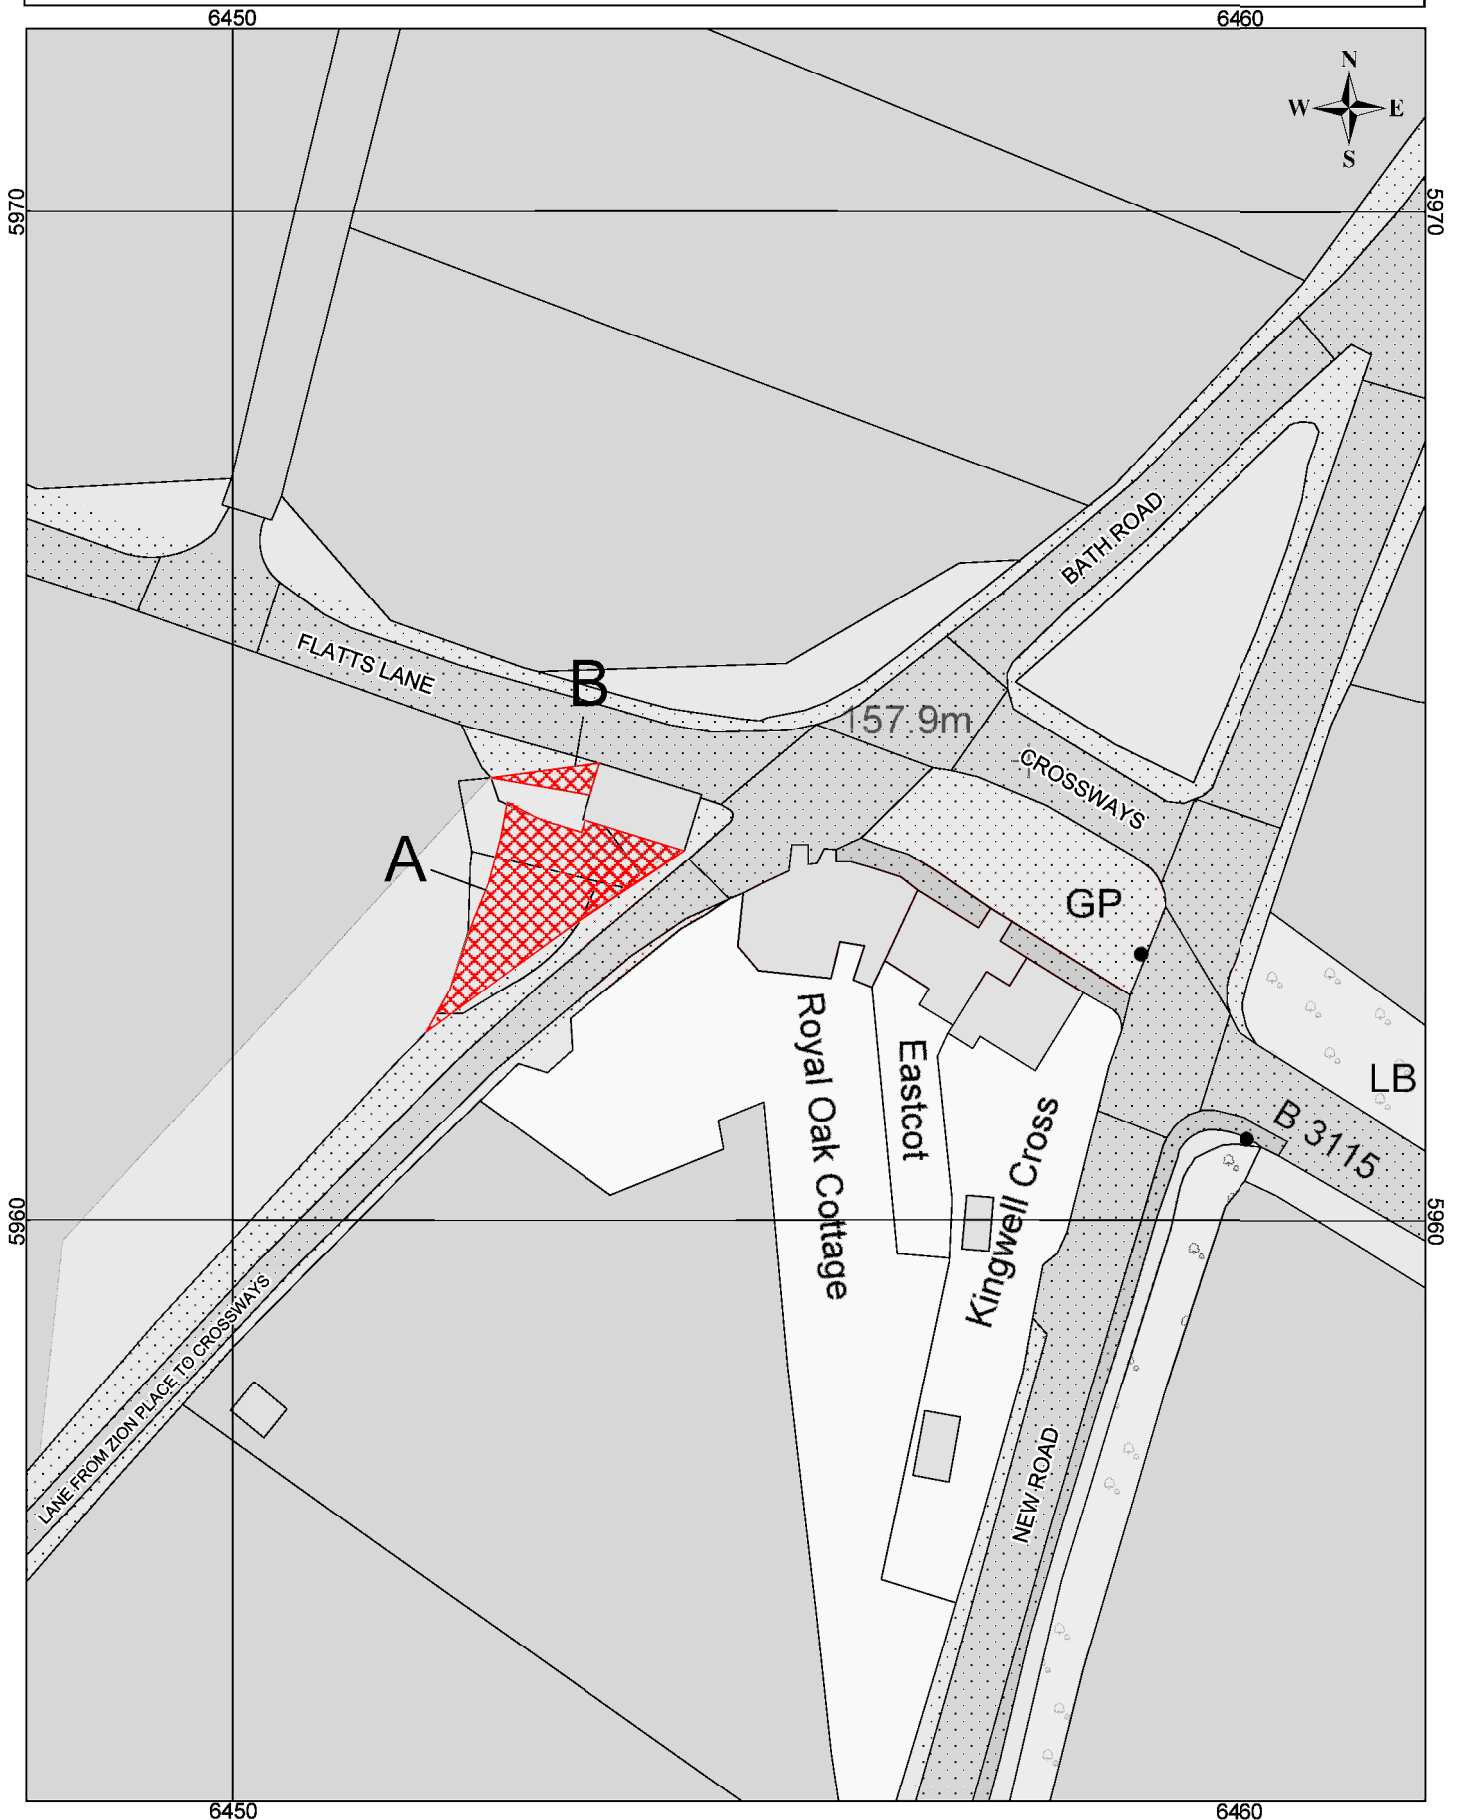 6450 6460
N
W E
S
5970 5970
BATH ROAD
FLATTS LANE
B
157.9m
CROSSWAYS
A
GP
Royal Oak Cottage
Eastcot
Kingwell Cross
LB
B 3115
5960 5960
LANE FROM ZION PLACE TO CROSSWAYS
NEW ROAD
6450 6460